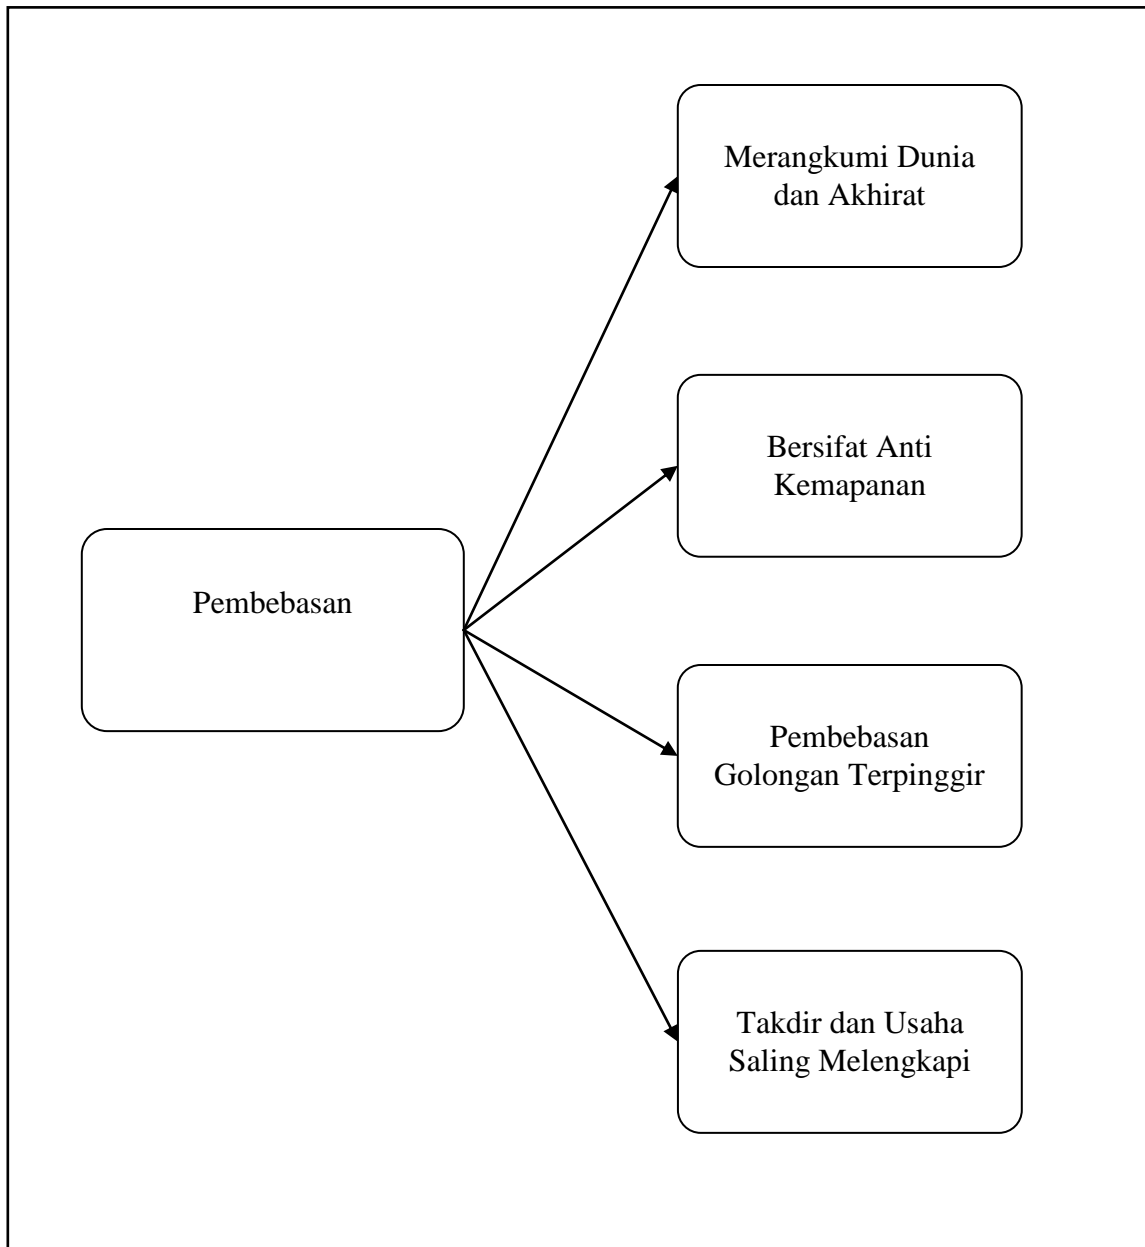 Merangkumi Dunia
dan Akhirat
Bersifat Anti
Kemapanan
Pembebasan
Pembebasan
Golongan Terpinggir
Takdir dan Usaha
Saling Melengkapi